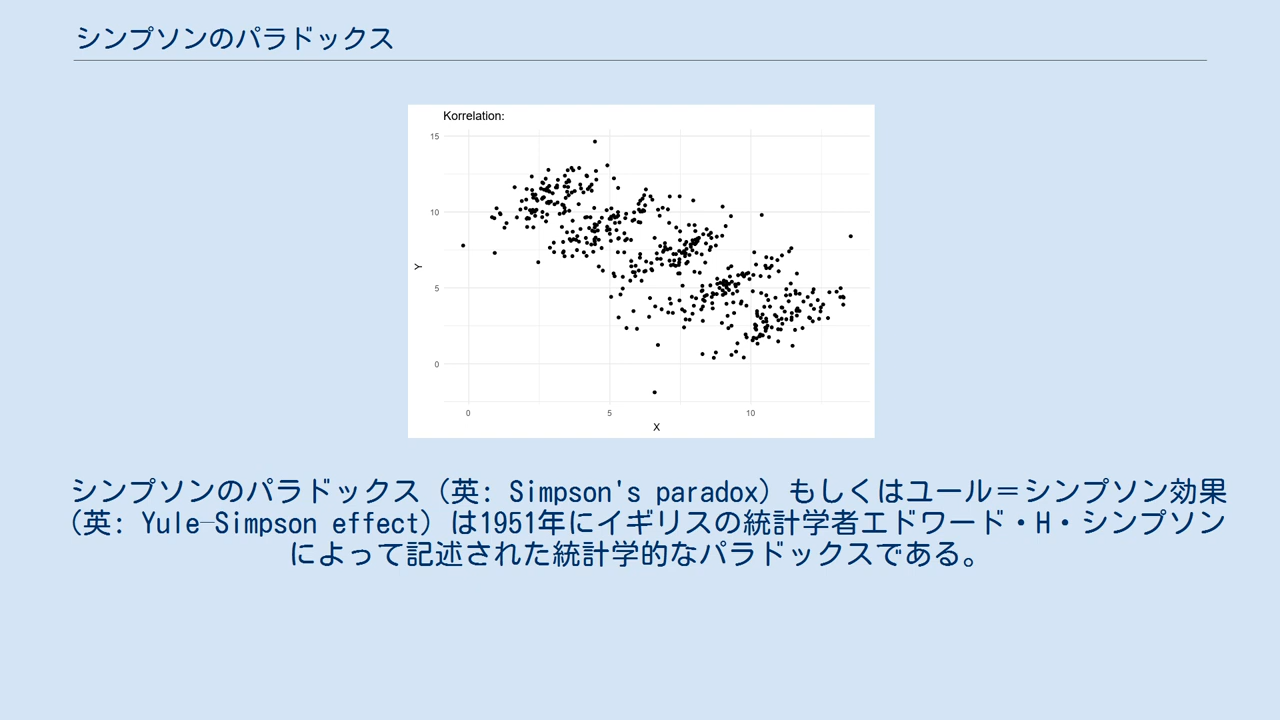 シンプソンのパラドックス
Korrelation:
15
10
5
0
Y
0 5 10
X
シンプソンのパラドックス（英: Simpson's paradox）もしくはユール＝シンプソン効果
（英: Yule–Simpson effect）は1951年にイギリスの統計学者エドワード・H・シンプソン
によって記述された統計学的なパラドックスである。